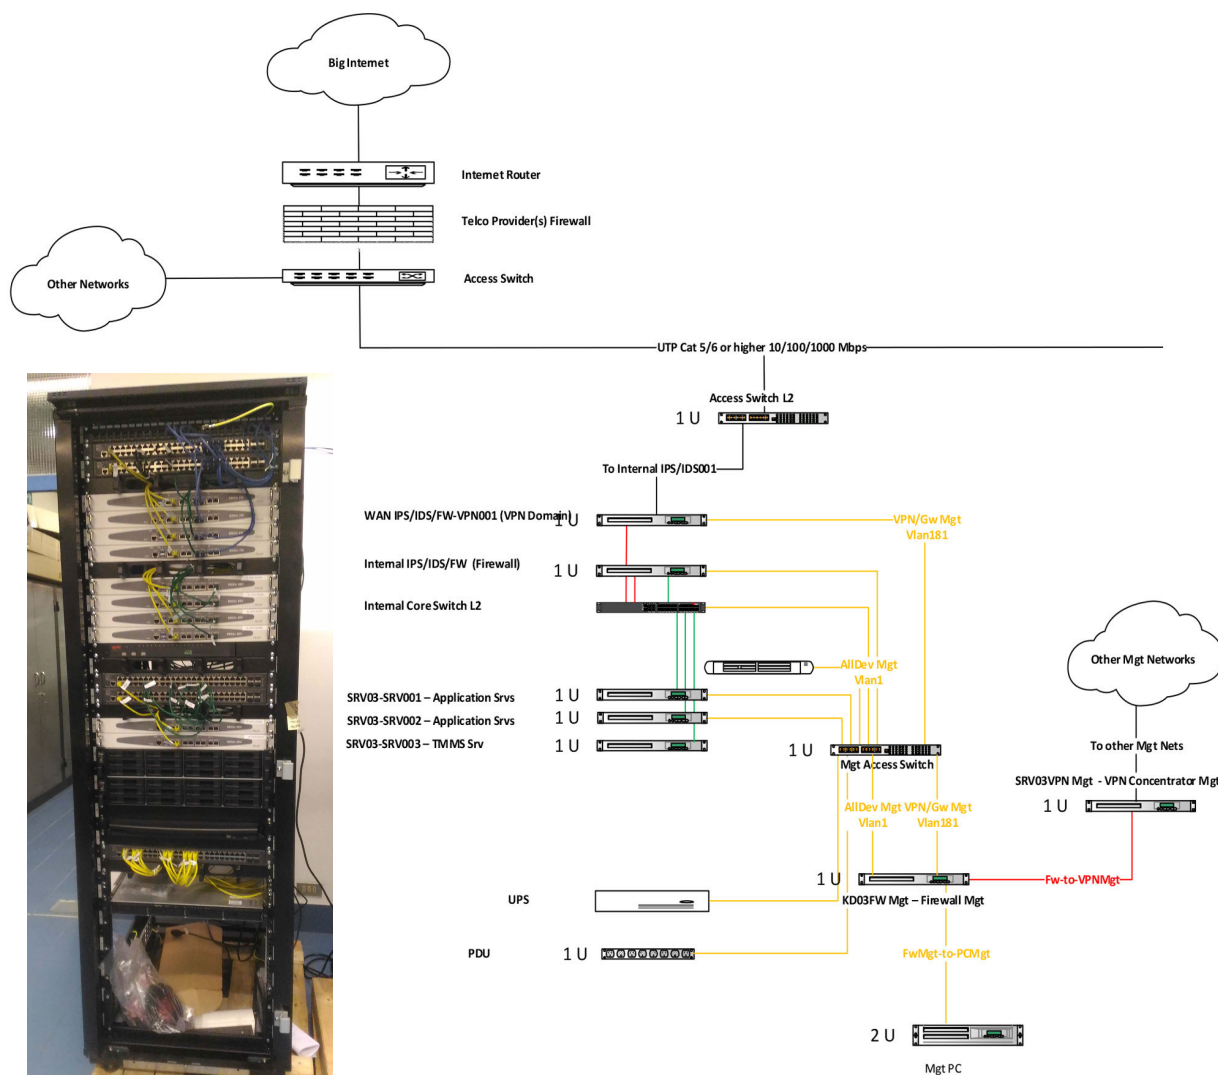 Big Internet
Internet Router
Telco Provider(s) Firewall
Other Networks
Access Switch
UTP Cat 5/6 or higher 10/100/1000 Mbps
Access Switch L2
1 U
To Internal IPS/IDS001
WAN IPS/IDS/FW-VPN001 (VPN Domain)
1 U
VPN/Gw Mgt
Vlan181
Internal IPS/IDS/FW (Firewall)
1 U
Internal Core Switch L2
AllDev Mgt
Vlan1
Other Mgt Networks
SRV03-SRV001 – Application Srvs
1 U
SRV03-SRV002 – Application Srvs
1 U
SRV03-SRV003 – TMMS Srv
1 U
1 U
Mgt Access Switch
To other Mgt Nets
SRV03VPN Mgt - VPN Concentrator Mgt
1 U
AllDev Mgt
Vlan1
VPN/Gw Mgt
Vlan181
1 U
Fw-to-VPNMgt
KD03FW Mgt – Firewall Mgt
UPS
PDU
1 U
FwMgt-to-PCMgt
2 U
Mgt PC